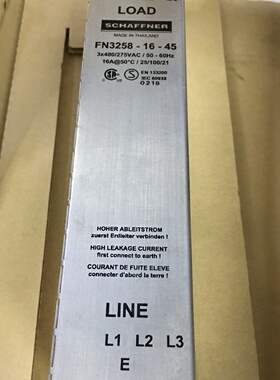 LOAD
SCHAFFNER
MADE IN THAILAND
FN3258 - 16 - 45
3x480/275VAC / 50 - 60Hz
16A@50°C / 25/100/21
EN 133200
IEC 60939
0218
HOHER ABLEITSTROM
zuerst Erdleiter verbinden !
HIGH LEAKAGE CURRENT
first connect to earth !
COURANT DE FUITE ELEVE
connecter d'abord la terre !
LINE
L1 L2 L3
E